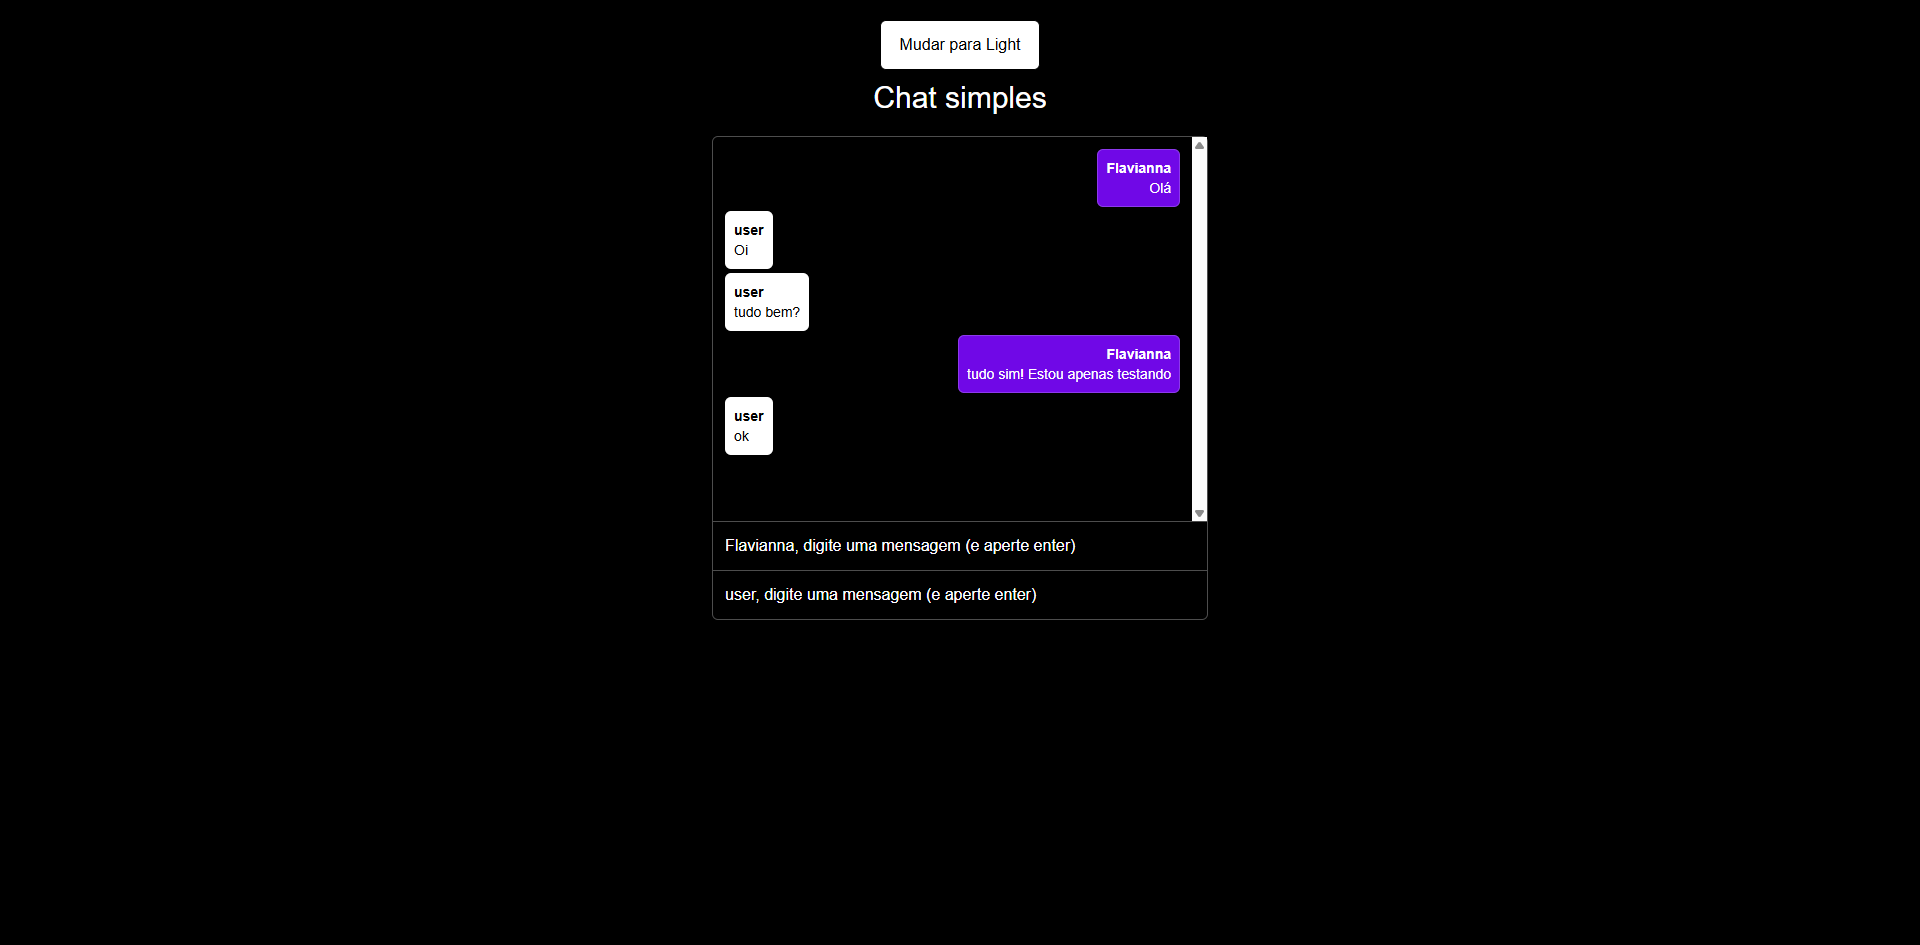 Mudar para Light
Chat simples
Flavianna
Olá
user
Oi
user
tudo bem?
Flavianna
tudo sim! Estou apenas testando
user
ok
Flavianna, digite uma mensagem (e aperte enter)
user, digite uma mensagem (e aperte enter)